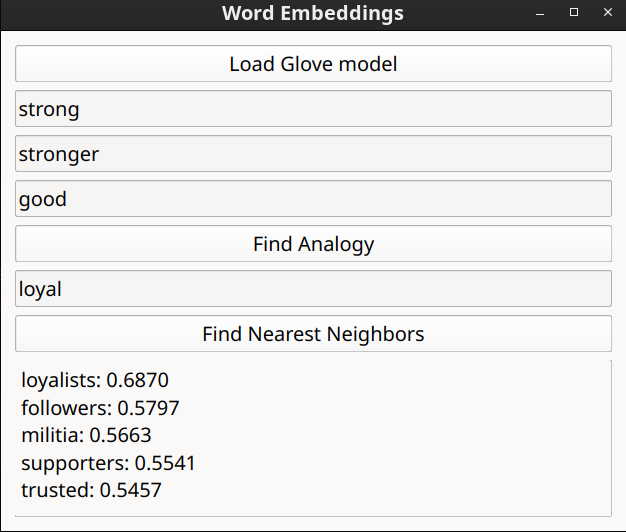 Word Embeddings
Load Glove model
strong
stronger
good
Find Analogy
loyal
Find Nearest Neighbors
loyalists: 0.6870
followers: 0.5797
militia: 0.5663
supporters: 0.5541
trusted: 0.5457